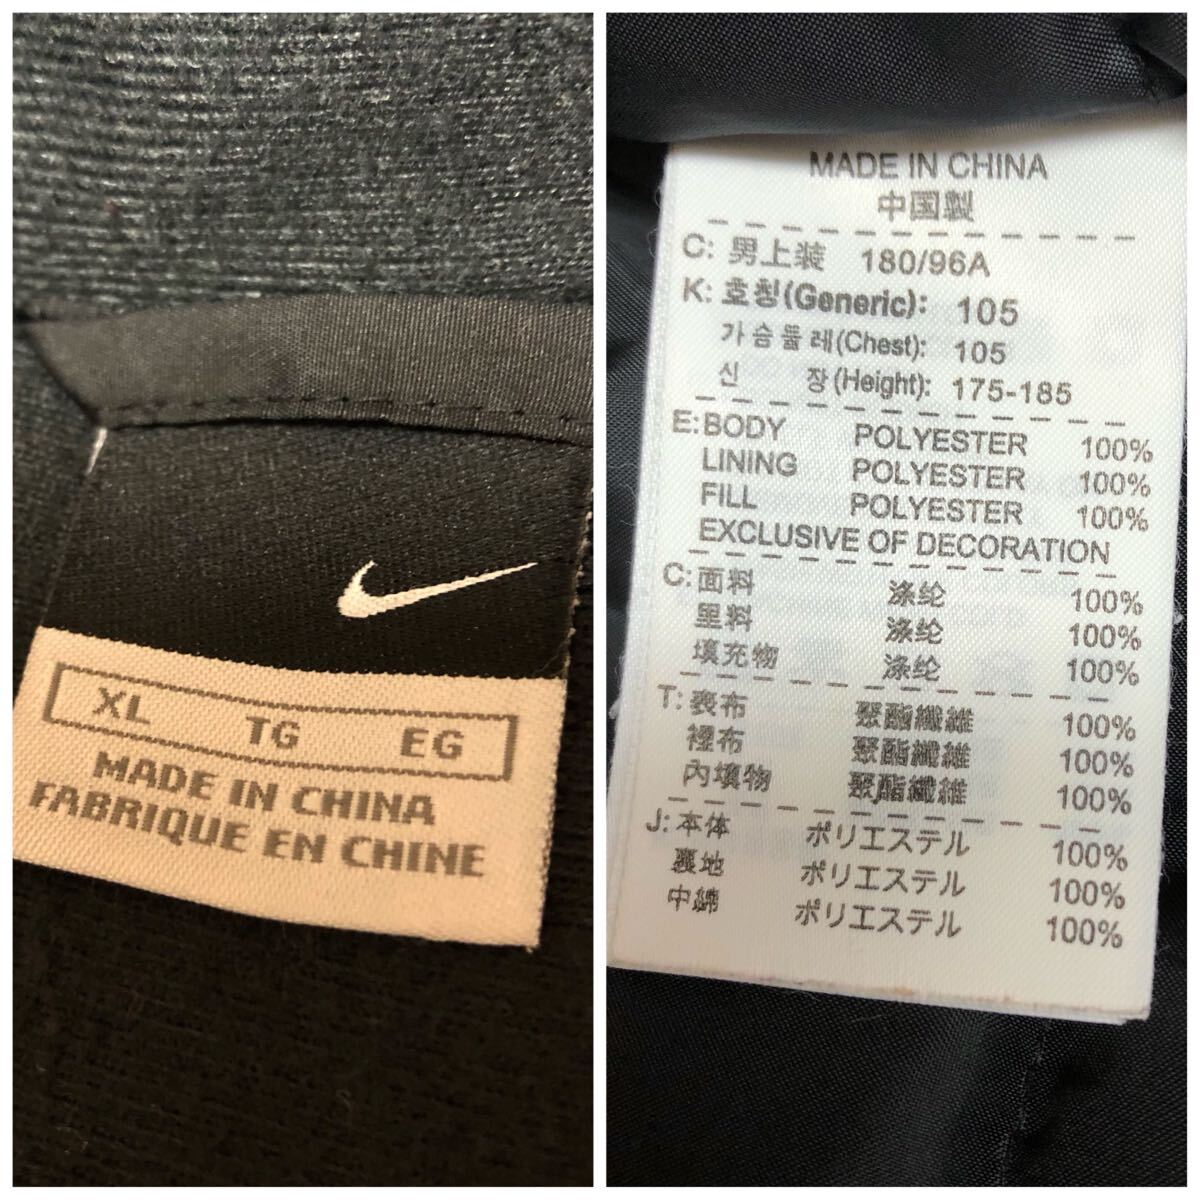 XL TG EG
MADE IN CHINA
FABRIQUE EN CHINE
MADE IN CHINA
中国製
C: 男上装 180/96A
K: 호칭(Generic): 105
가슴둘레(Chest): 105
신 장(Height): 175-185
E:BODY POLYESTER 100%
LINING POLYESTER 100%
FILL POLYESTER 100%
EXCLUSIVE OF DECORATION
C:面料 涤纶 100%
里料 涤纶 100%
填充物 涤纶 100%
T: 表布 聚酯纖維 100%
裡布 聚酯纖維 100%
內填物 聚酯纖維 100%
J: 本体 ポリエステル 100%
裏地 ポリエステル 100%
中綿 ポリエステル 100%